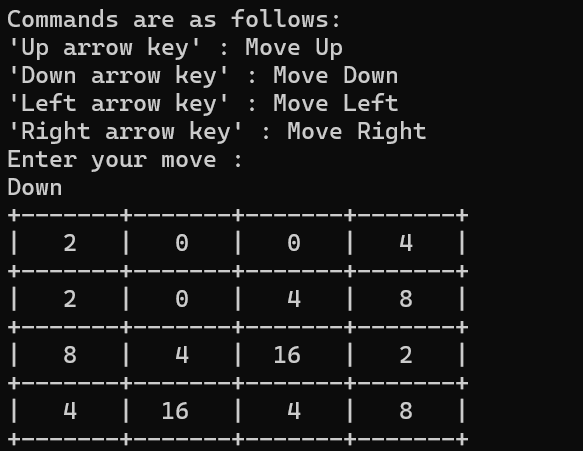 Commands are as follows:
'Up arrow key' : Move Up
'Down arrow key' : Move Down
'Left arrow key' : Move Left
'Right arrow key' : Move Right
Enter your move :
Down
+-------+-------+-------+-------+
|   2   |   0   |   0   |   4   |
+-------+-------+-------+-------+
|   2   |   0   |   4   |   8   |
+-------+-------+-------+-------+
|   8   |   4   |  16   |   2   |
+-------+-------+-------+-------+
|   4   |  16   |   4   |   8   |
+-------+-------+-------+-------+